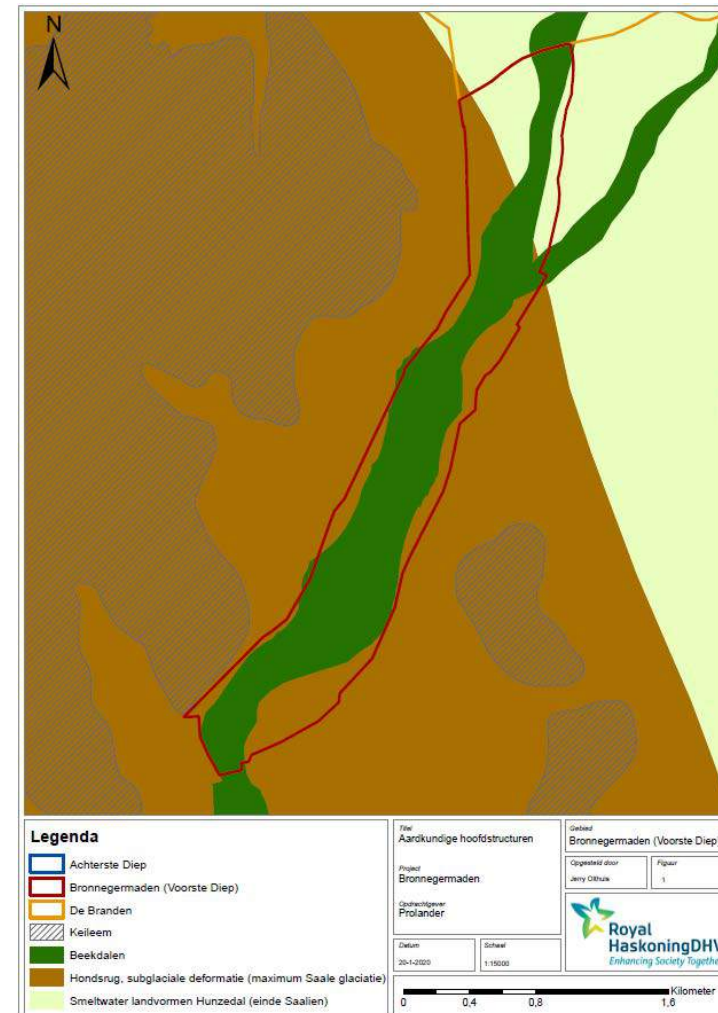 N
Legenda
Achterste Diep
Bronnegermaden (Voorste Diep)
De Branden
Keileem
Beekdalen
Hondsrug, subglaciale deformatie (maximum Saale glaciatie)
Smeltwater landvormen Hunzedal (einde Saalien)
Titel
Aardkundige hoofdstructuren
Project
Bronnegermaden
Opdrachtgever
Prolander
Datum
20-1-2020
Schaal
1:15000
Gebied
Bronnegermaden (Voorste Diep)
Opgesteld door
Jerry Olthuis
Figuur
1
Royal
HaskoningDHV
Enhancing Society Together
Kilometer
0 0,4 0,8 1,6